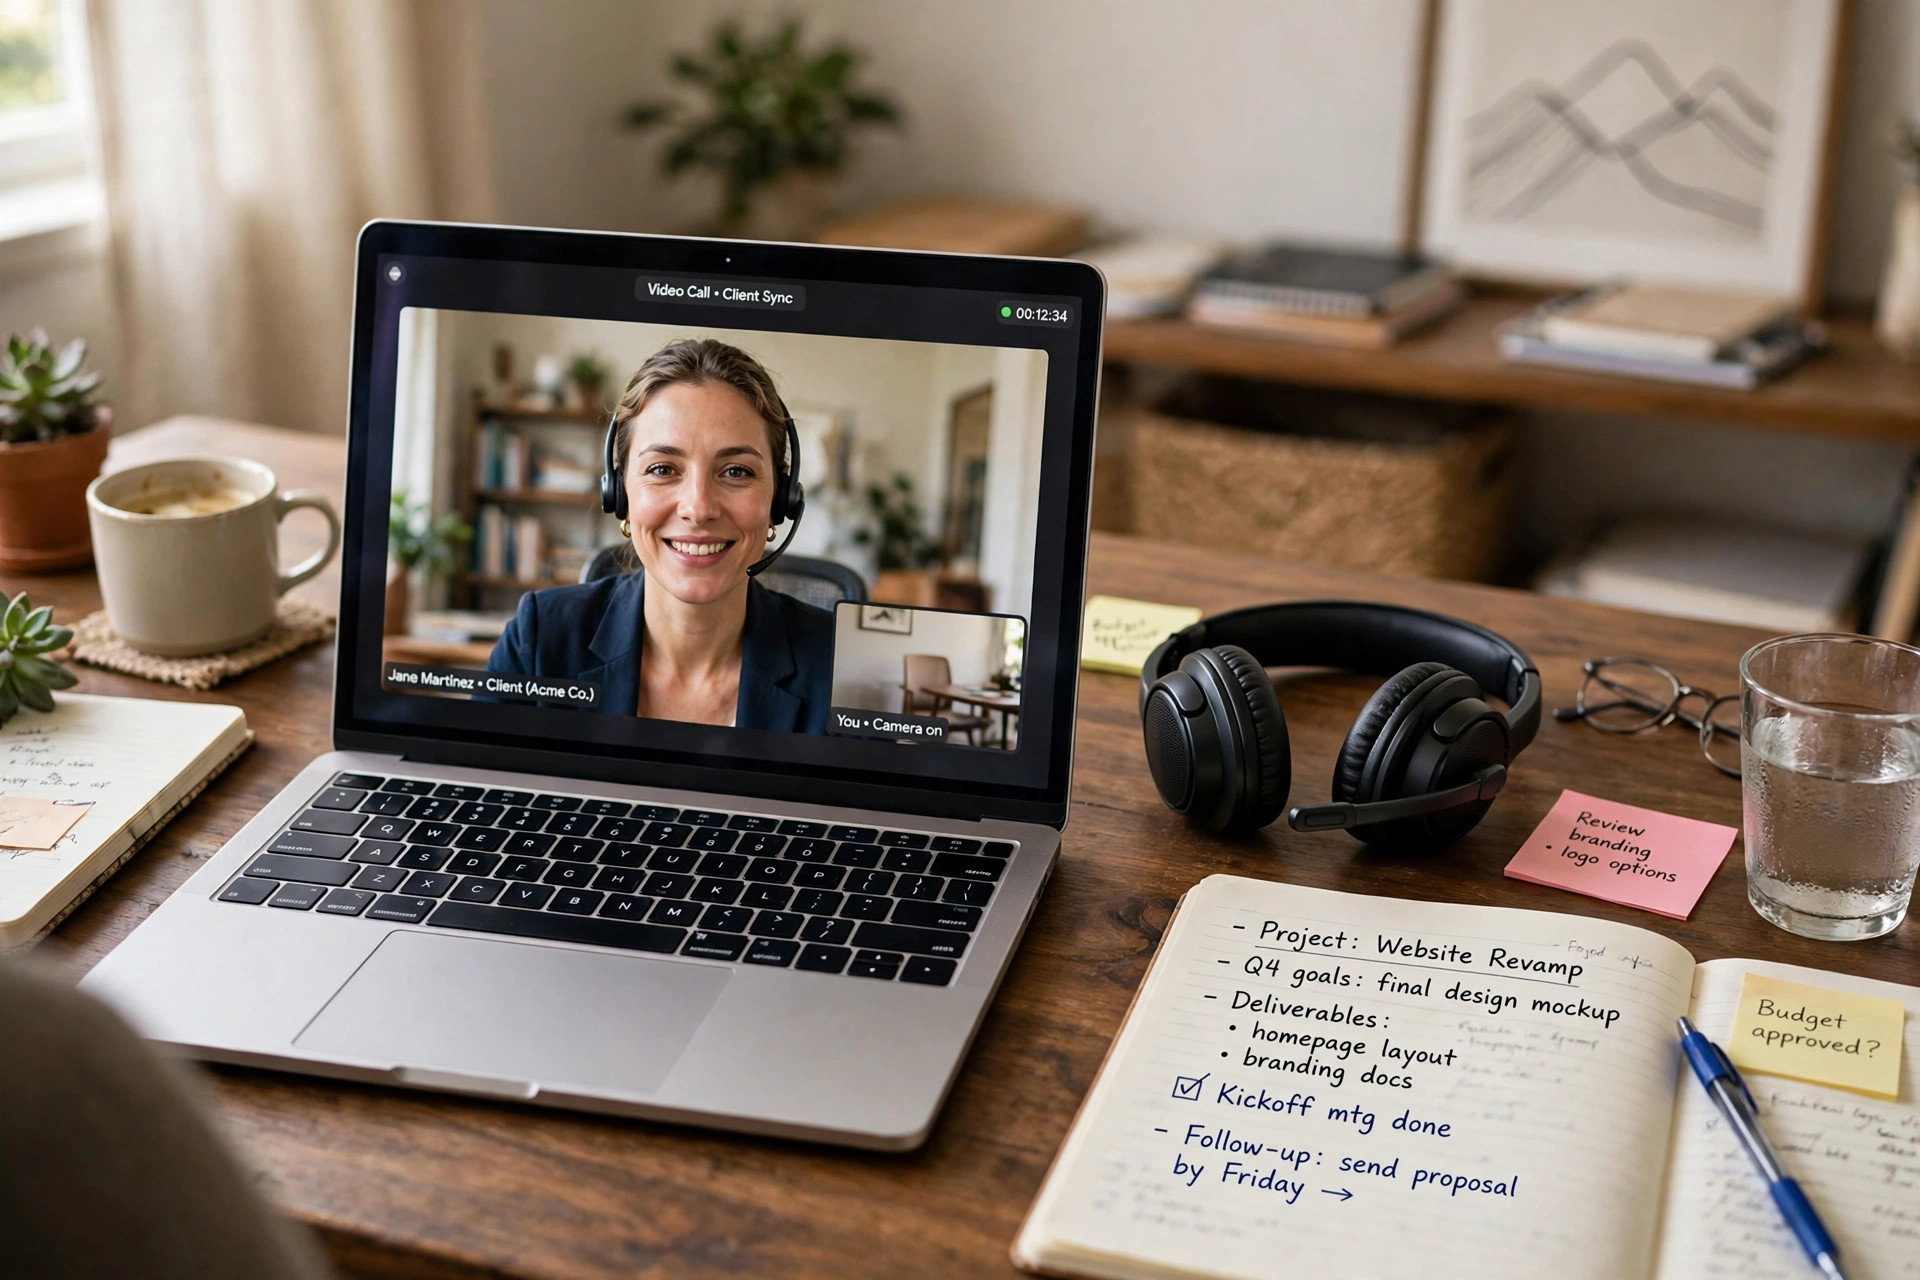 Video Call • Client Sync
00:12:34
Jane Martinez • Client (Acme Co.)
You • Camera on
Budget
Review
branding
• logo options
- Project: Website Revamp
- Q4 goals: final design mockup
- Deliverables:
• homepage layout
• branding docs
☑ Kickoff mtg done
- Follow-up: send proposal
by Friday →
Budget
approved?